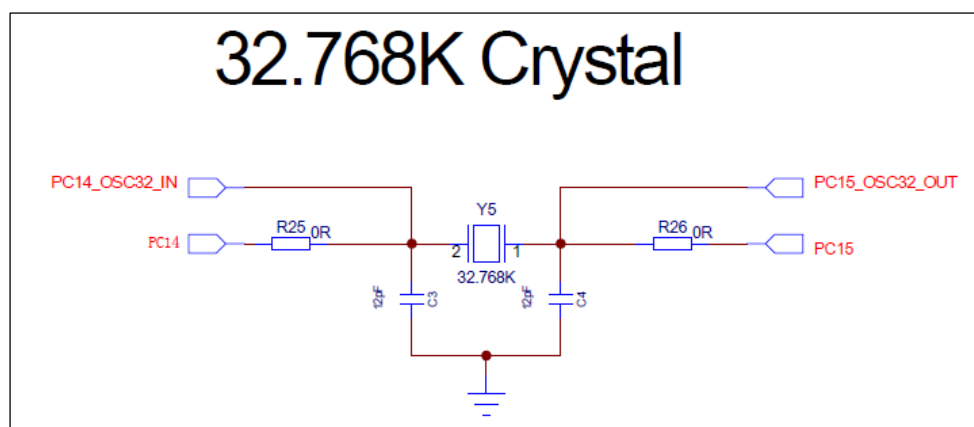 32.768K Crystal
PC14_OSC32_IN
PC15_OSC32_OUT
Y5
R25 0R
R26 0R
PC14
PC15
2
1
32.768K
12pF
C3
12pF
C4